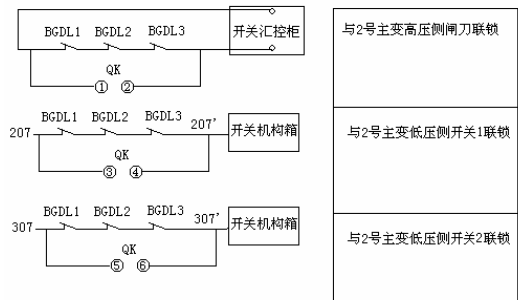 BGDL1 BGDL2 BGDL3 开关汇控柜 与2号主变高压侧闸刀联锁
QK
① ②
BGDL1 BGDL2 BGDL3
207 207' 开关机构箱 与2号主变低压侧开关1联锁
QK
③ ④
BGDL1 BGDL2 BGDL3
307 307' 开关机构箱 与2号主变低压侧开关2联锁
QK
⑤ ⑥